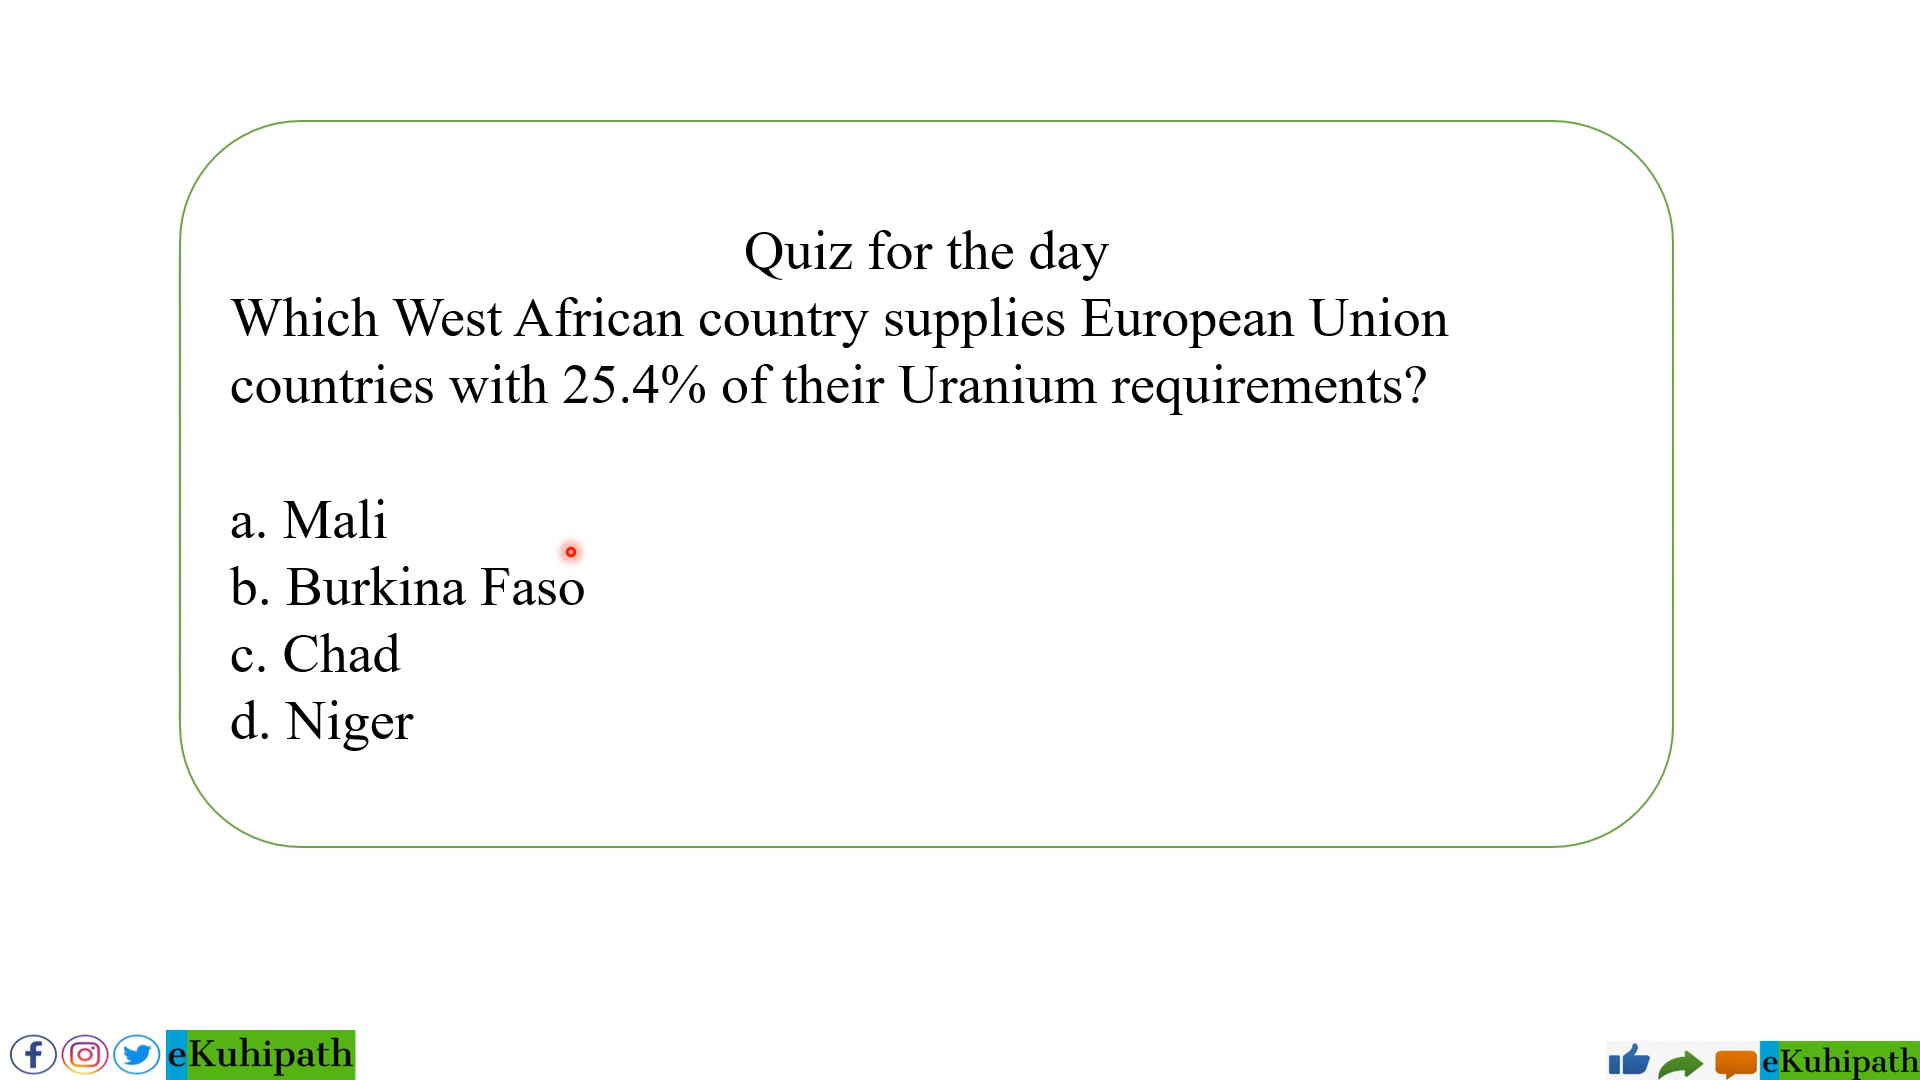 Quiz for the day
Which West African country supplies European Union
countries with 25.4% of their Uranium requirements?
a. Mali
b. Burkina Faso
c. Chad
d. Niger
eKuhipath
eKuhipath